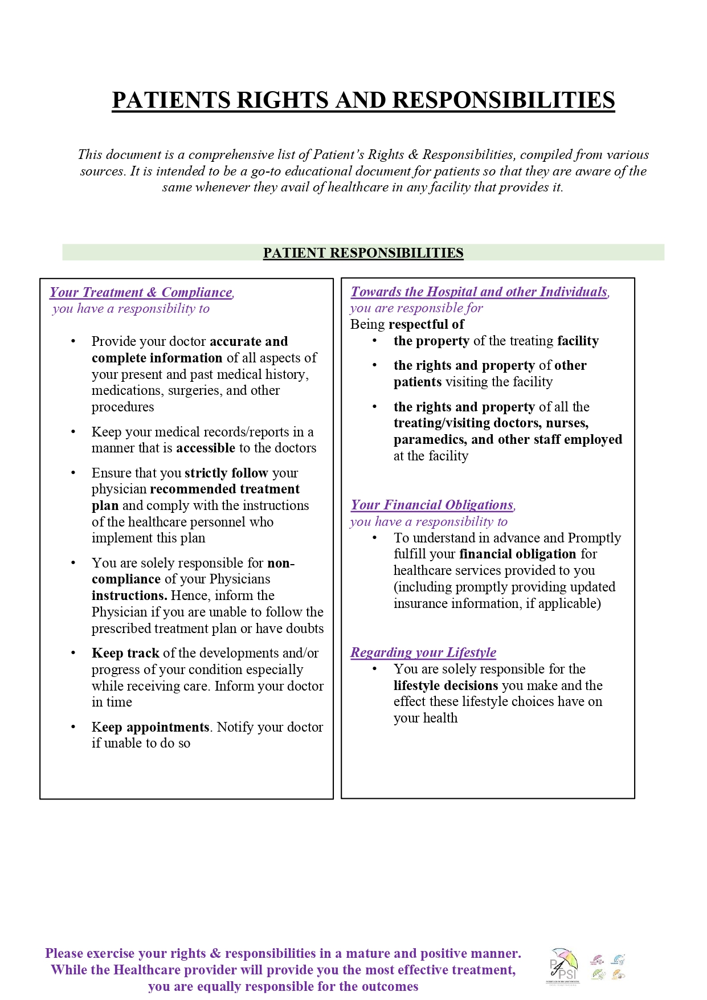 PATIENTS RIGHTS AND RESPONSIBILITIES
This document is a comprehensive list of Patient’s Rights & Responsibilities, compiled from various
sources. It is intended to be a go-to educational document for patients so that they are aware of the
same whenever they avail of healthcare in any facility that provides it.
PATIENT RESPONSIBILITIES
Your Treatment & Compliance,
you have a responsibility to
• Provide your doctor accurate and
complete information of all aspects of
your present and past medical history,
medications, surgeries, and other
procedures
• Keep your medical records/reports in a
manner that is accessible to the doctors
• Ensure that you strictly follow your
physician recommended treatment
plan and comply with the instructions
of the healthcare personnel who
implement this plan
• You are solely responsible for non-
compliance of your Physicians
instructions. Hence, inform the
Physician if you are unable to follow the
prescribed treatment plan or have doubts
• Keep track of the developments and/or
progress of your condition especially
while receiving care. Inform your doctor
in time
• Keep appointments. Notify your doctor
if unable to do so
Towards the Hospital and other Individuals,
you are responsible for
Being respectful of
• the property of the treating facility
• the rights and property of other
patients visiting the facility
• the rights and property of all the
treating/visiting doctors, nurses,
paramedics, and other staff employed
at the facility
Your Financial Obligations,
you have a responsibility to
• To understand in advance and Promptly
fulfill your financial obligation for
healthcare services provided to you
(including promptly providing updated
insurance information, if applicable)
Regarding your Lifestyle
• You are solely responsible for the
lifestyle decisions you make and the
effect these lifestyle choices have on
your health
Please exercise your rights & responsibilities in a mature and positive manner.
While the Healthcare provider will provide you the most effective treatment,
you are equally responsible for the outcomes
P4PSI